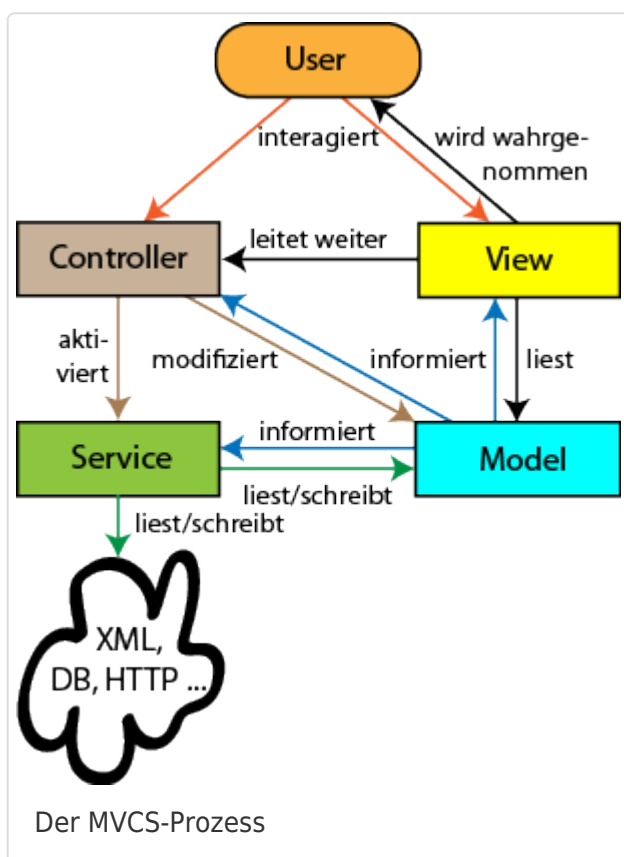 User
interagiert
wird wahrge-
nommen
Controller
leitet weiter
View
akti-
viert
modifiziert
informiert
liest
Service
informiert
Model
liest/schreibt
liest/schreibt
XML,
DB, HTTP ...
Der MVCS-Prozess